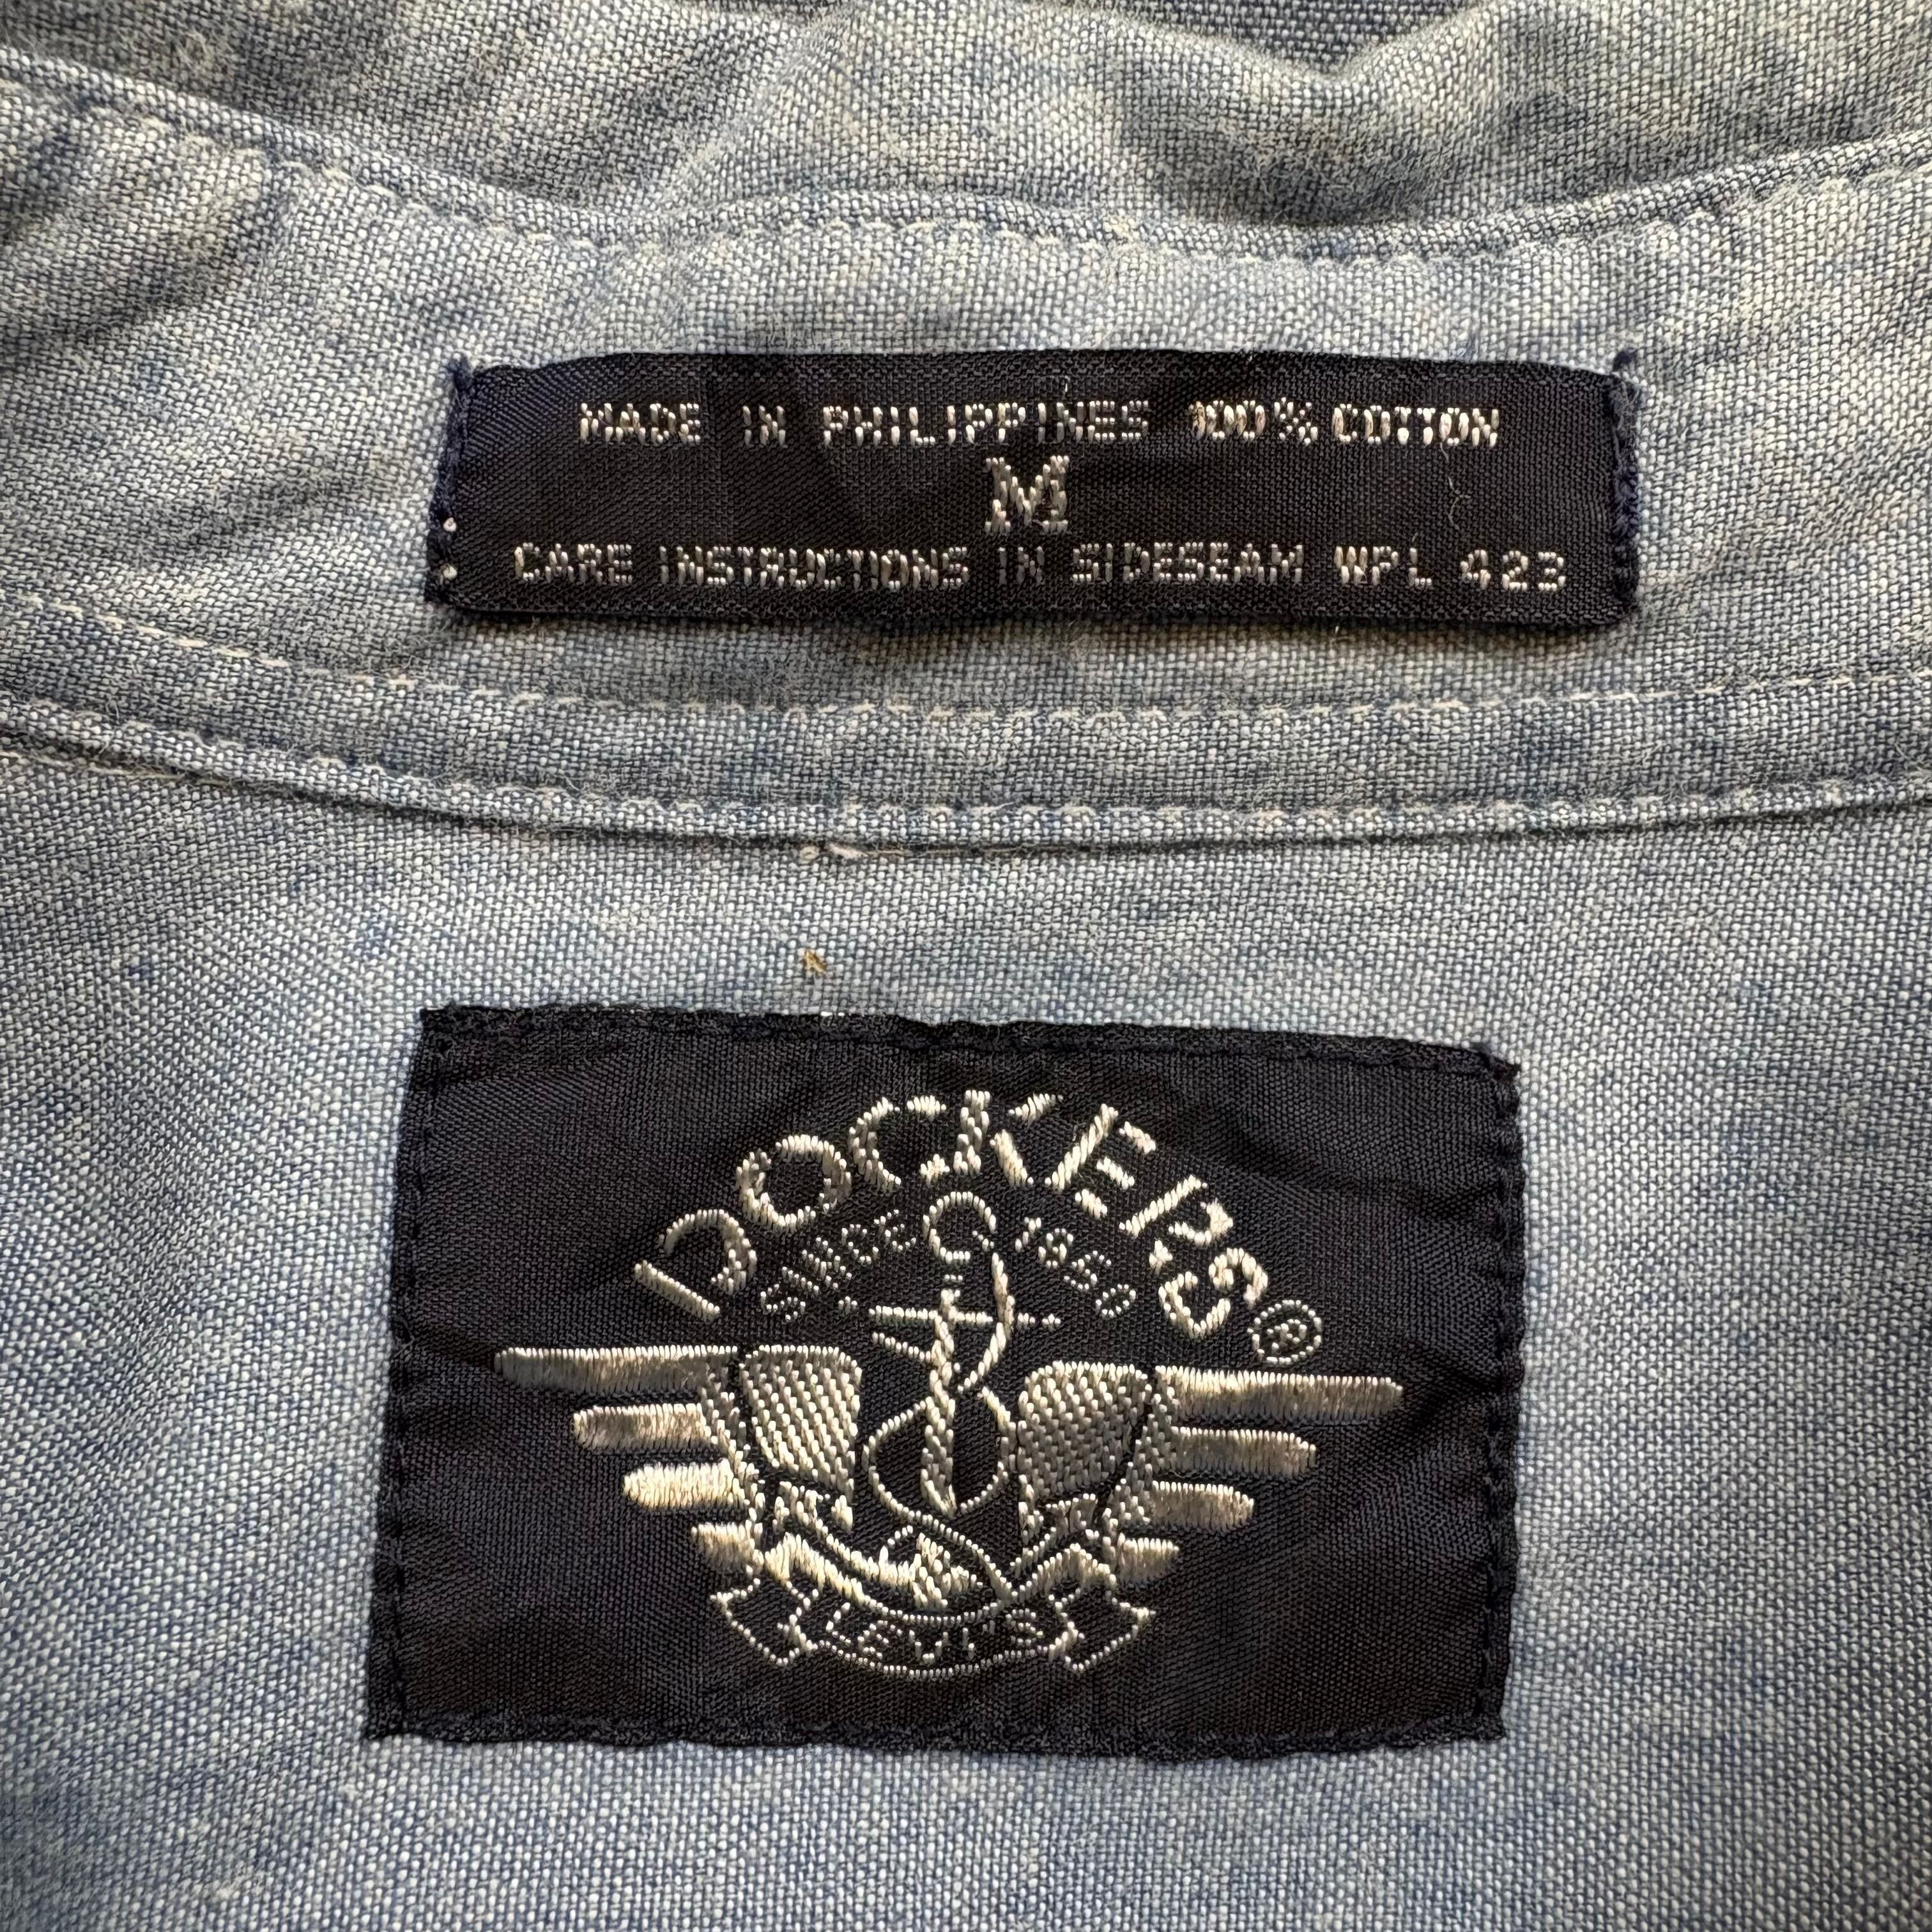 MADE IN PHILIPPINES 100% COTTON
M
CARE INSTRUCTIONS IN SIDESEAM WPL 423
DOCKERS®
SINCE 1850
LEVI'S